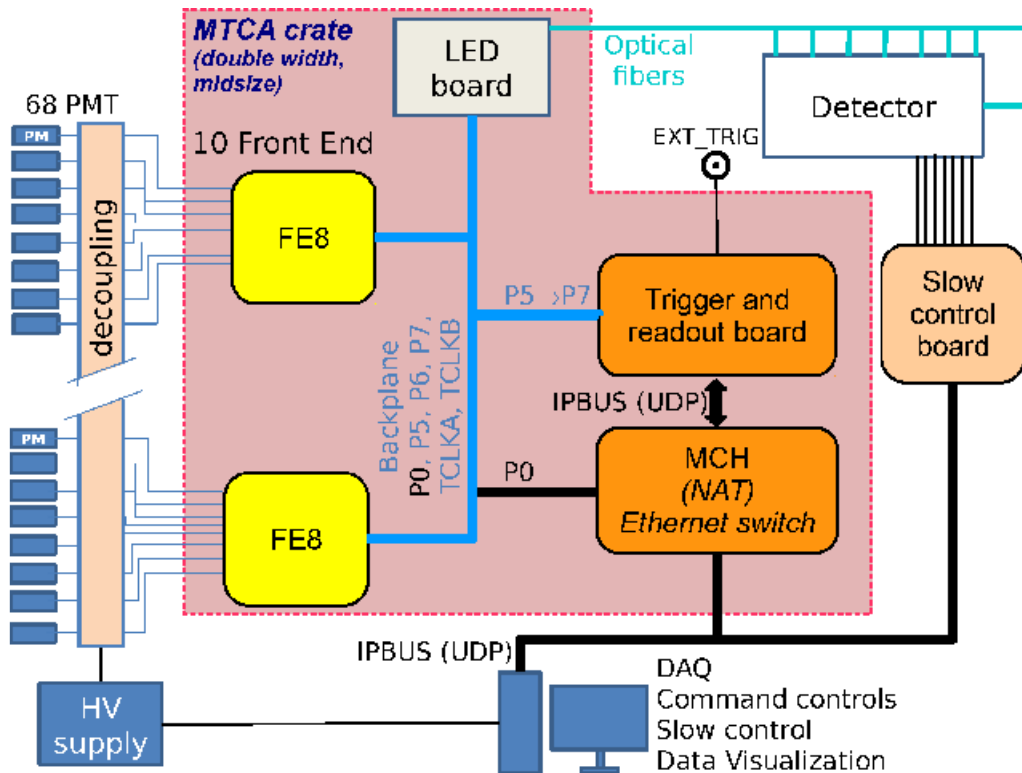 MTCA crate
(double width,
midsize)
LED
board
Optical
fibers
Detector
68 PMT
PM
10 Front End
EXT_TRIG
decoupling
FE8
P5 →P7
Trigger and
readout board
Slow
control
board
IPBUS (UDP)
Backplane
P0, P5, P6, P7,
TCLKA, TCLKB
PM
FE8
P0
MCH
(NAT)
Ethernet switch
IPBUS (UDP)
HV
supply
DAQ
Command controls
Slow control
Data Visualization